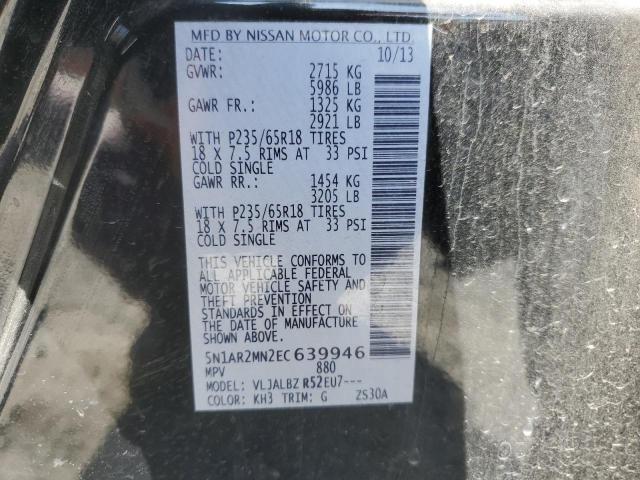 MFD BY NISSAN MOTOR CO., LTD.
DATE: 10/13
GVWR: 2715 KG
5986 LB
GAWR FR.: 1325 KG
2921 LB
WITH P235/65R18 TIRES
18 X 7.5 RIMS AT 33 PSI
COLD SINGLE
GAWR RR.: 1454 KG
3205 LB
WITH P235/65R18 TIRES
18 X 7.5 RIMS AT 33 PSI
COLD SINGLE
THIS VEHICLE CONFORMS TO
ALL APPLICABLE FEDERAL
MOTOR VEHICLE SAFETY AND
THEFT PREVENTION
STANDARDS IN EFFECT ON
THE DATE OF MANUFACTURE
SHOWN ABOVE.
5N1AR2MN2EC639946
MPV 880
MODEL: VLJALBZ R52EU7---
COLOR: KH3 TRIM: G ZS30A